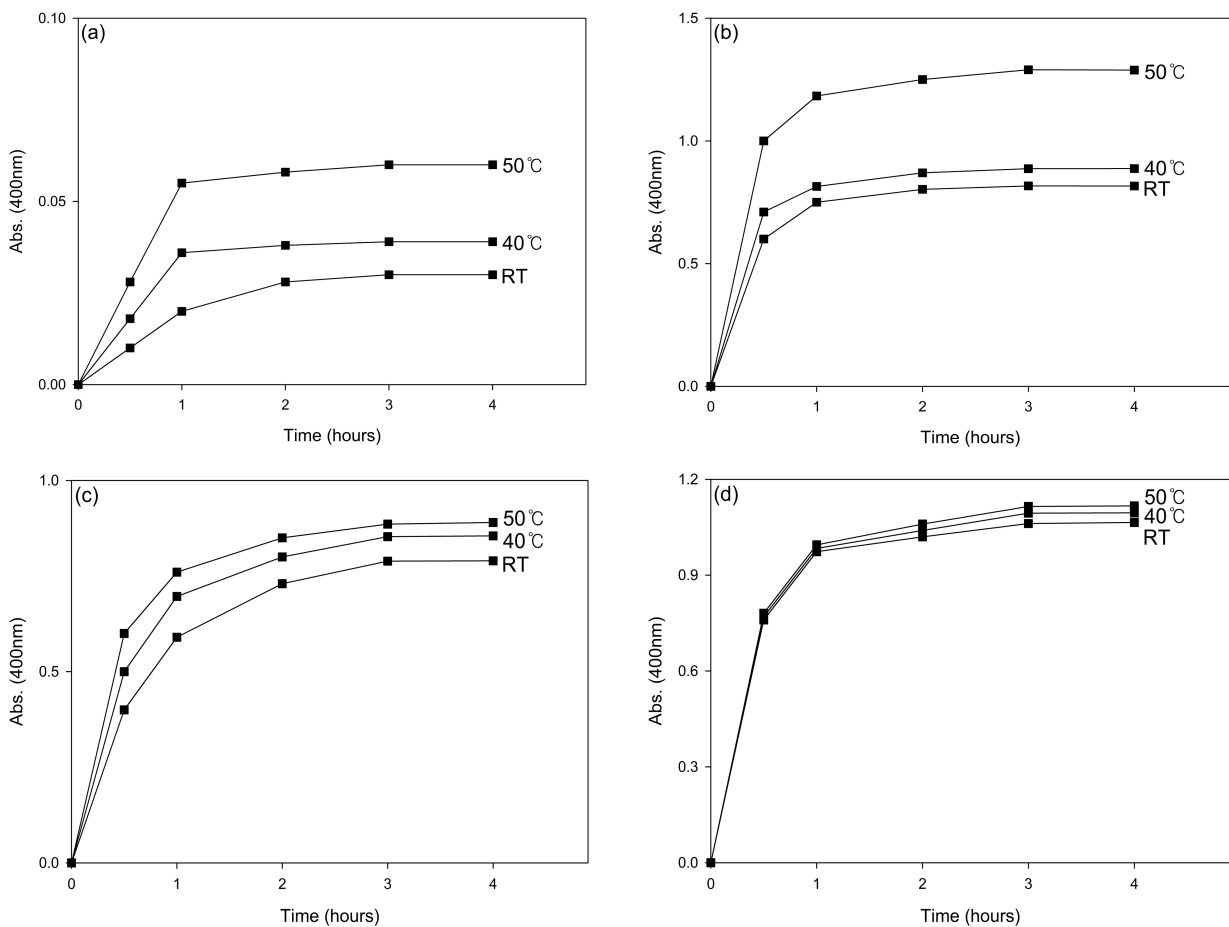 (a)
0.10
0.05
0.00
Abs. (400nm)
50℃
40℃
RT
0 1 2 3 4
Time (hours)
(b)
1.5
1.0
0.5
0.0
Abs. (400nm)
50℃
40℃
RT
0 1 2 3 4
Time (hours)
(c)
1.0
0.5
0.0
Abs. (400nm)
50℃
40℃
RT
0 1 2 3 4
Time (hours)
(d)
1.2
0.9
0.6
0.3
0.0
Abs. (400nm)
50℃
40℃
RT
0 1 2 3 4
Time (hours)